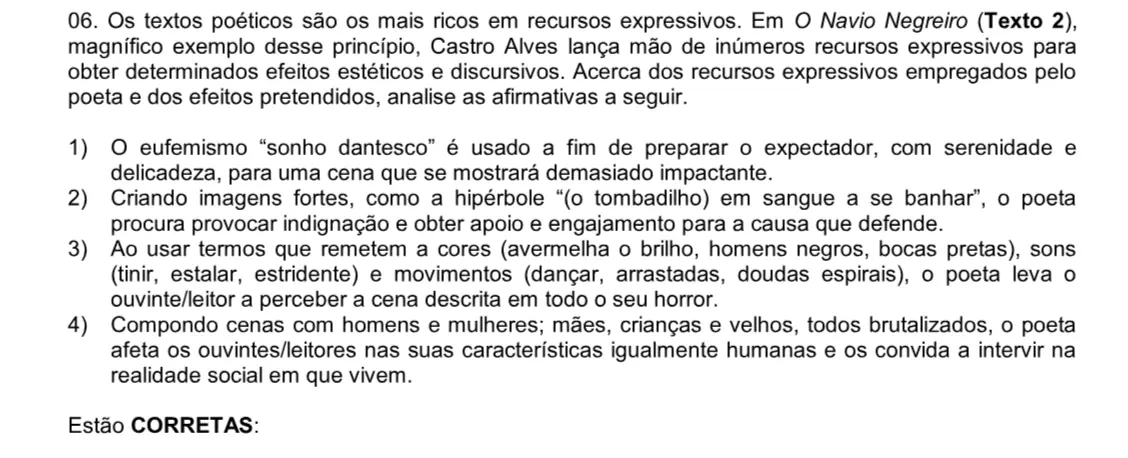 06. Os textos poéticos são os mais ricos em recursos expressivos. Em O Navio Negreiro (Texto 2),
magnífico exemplo desse princípio, Castro Alves lança mão de inúmeros recursos expressivos para
obter determinados efeitos estéticos e discursivos. Acerca dos recursos expressivos empregados pelo
poeta e dos efeitos pretendidos, analise as afirmativas a seguir.
1) O eufemismo “sonho dantesco” é usado a fim de preparar o expectador, com serenidade e
delicadeza, para uma cena que se mostrará demasiado impactante.
2) Criando imagens fortes, como a hipérbole “(o tombadilho) em sangue a se banhar”, o poeta
procura provocar indignação e obter apoio e engajamento para a causa que defende.
3) Ao usar termos que remetem a cores (avermelha o brilho, homens negros, bocas pretas), sons
(tinir, estalar, estridente) e movimentos (dançar, arrastadas, doudas espirais), o poeta leva o
ouvinte/leitor a perceber a cena descrita em todo o seu horror.
4) Compondo cenas com homens e mulheres; mães, crianças e velhos, todos brutalizados, o poeta
afeta os ouvintes/leitores nas suas características igualmente humanas e os convida a intervir na
realidade social em que vivem.
Estão CORRETAS: